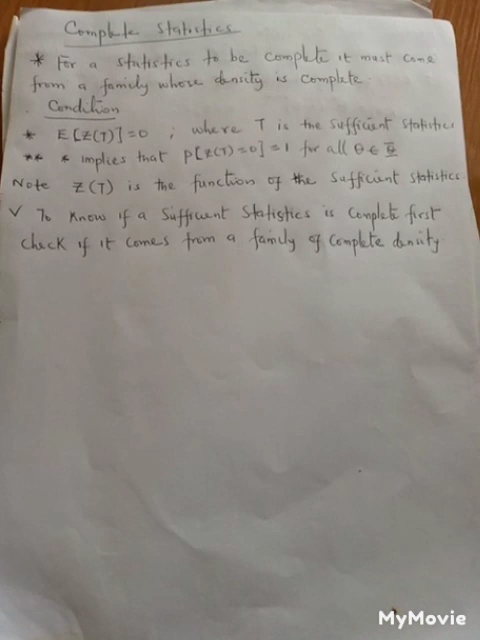 Complete Statistics
* For a statistics to be complete it must come
from a family whose density is complete.
Condition
* E[Z(T)]=0 ; where T is the sufficient statistics
** * implies that P[Z(T)=0]=1 for all θ ∈ Θ
Note Z(T) is the function of the sufficient statistics
✓ To know if a sufficient statistics is complete first
check if it comes from a family of complete density
MyMovie